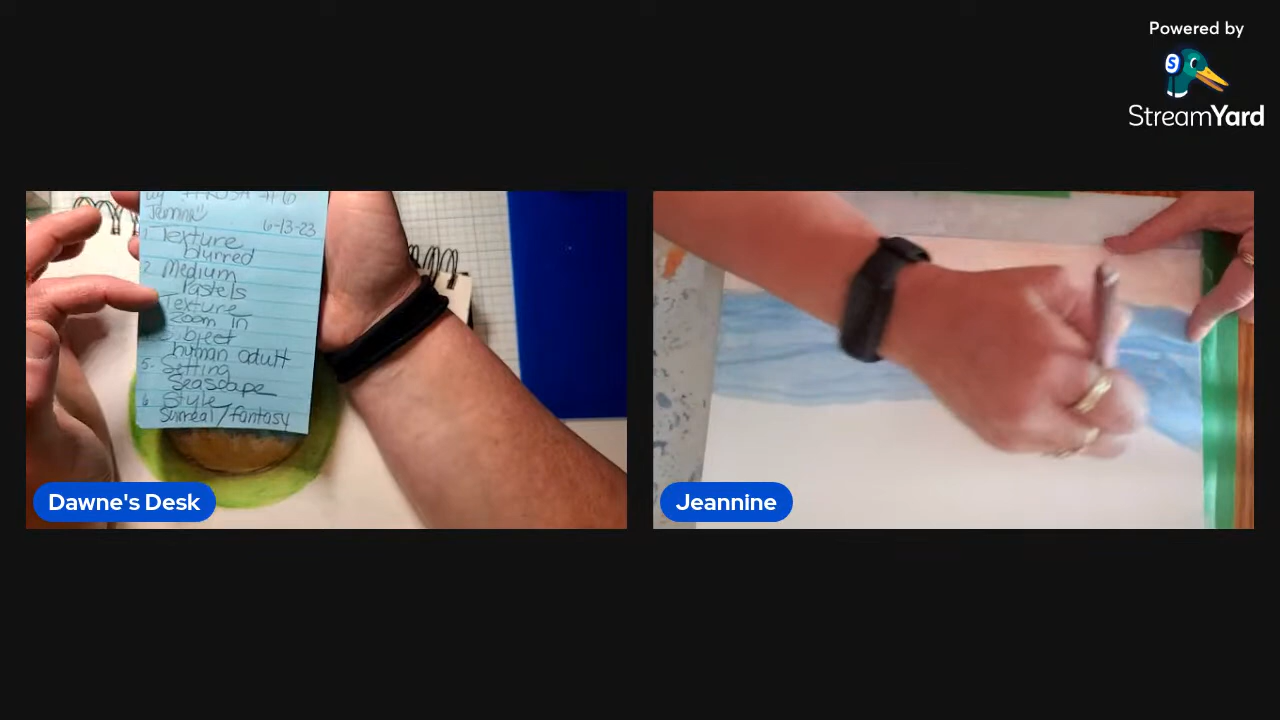 Powered by
StreamYard
6-13-23
1. Texture
blurred
2. Medium
Pastels
Texture
Zoom in
human adult
5. Setting
Seascape
6 Style
Surreal/fantasy
Dawne's Desk
Jeannine